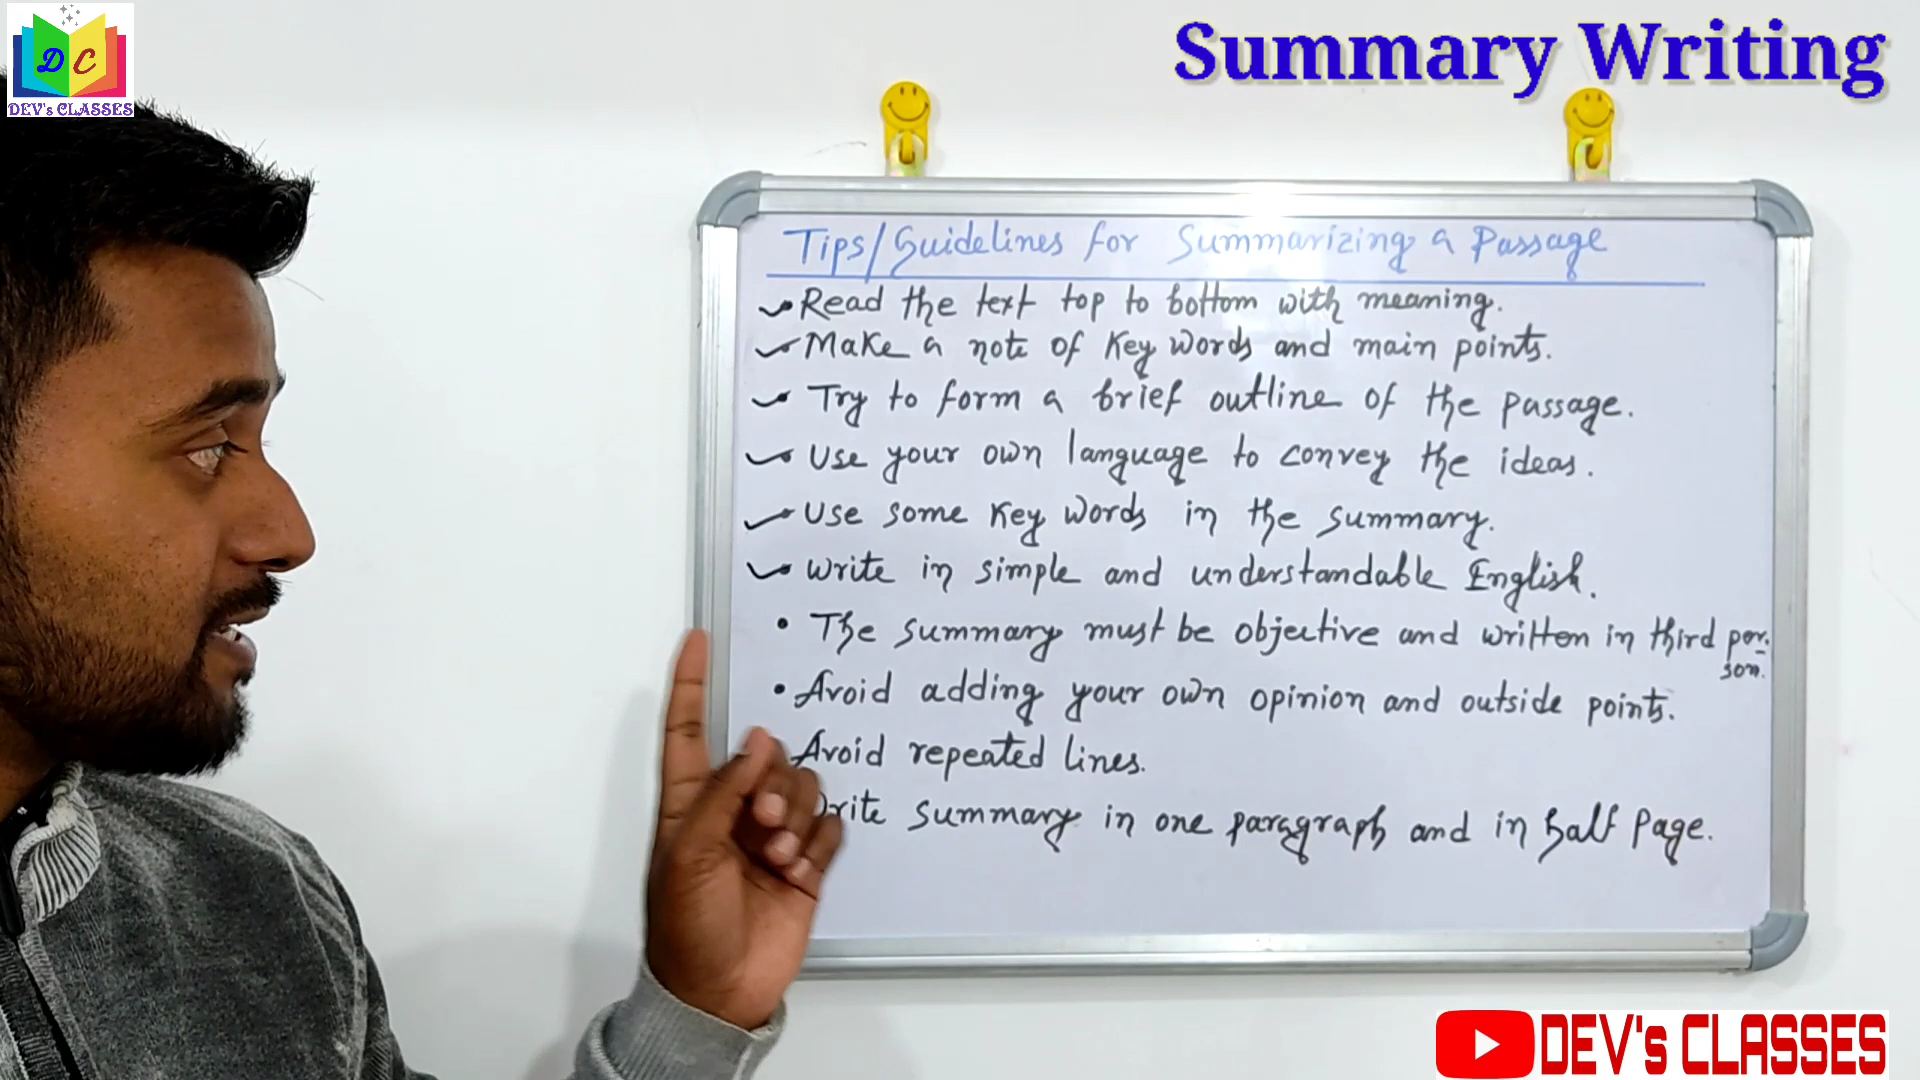 D C
DEV's CLASSES
Summary Writing
Tips/Guidelines for Summarizing a Passage
Read the text top to bottom with meaning.
Make a note of key words and main points.
Try to form a brief outline of the passage.
Use your own language to convey the ideas.
Use some key words in the summary.
Write in simple and understandable English.
• The summary must be objective and written in third per-
son.
• Avoid adding your own opinion and outside points.
Avoid repeated lines.
Write summary in one paragraph and in half page.
DEV's CLASSES